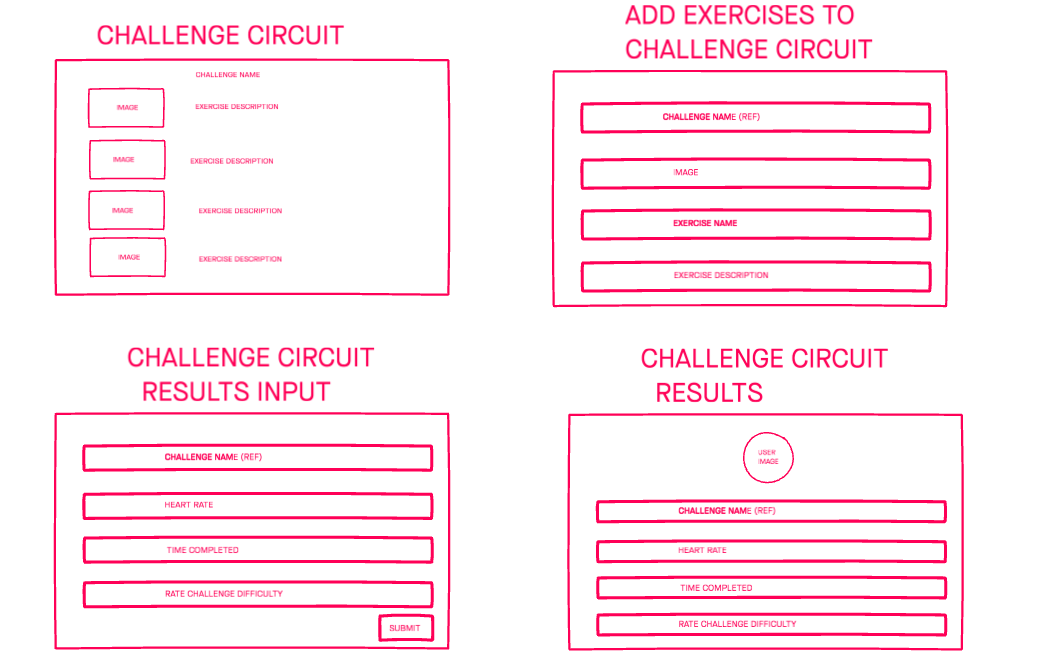 CHALLENGE CIRCUIT
CHALLENGE NAME
IMAGE
EXERCISE DESCRIPTION
IMAGE
EXERCISE DESCRIPTION
IMAGE
EXERCISE DESCRIPTION
IMAGE
EXERCISE DESCRIPTION
ADD EXERCISES TO
CHALLENGE CIRCUIT
CHALLENGE NAME (REF)
IMAGE
EXERCISE NAME
EXERCISE DESCRIPTION
CHALLENGE CIRCUIT
RESULTS INPUT
CHALLENGE NAME (REF)
HEART RATE
TIME COMPLETED
RATE CHALLENGE DIFFICULTY
SUBMIT
CHALLENGE CIRCUIT
RESULTS
USER
IMAGE
CHALLENGE NAME (REF)
HEART RATE
TIME COMPLETED
RATE CHALLENGE DIFFICULTY